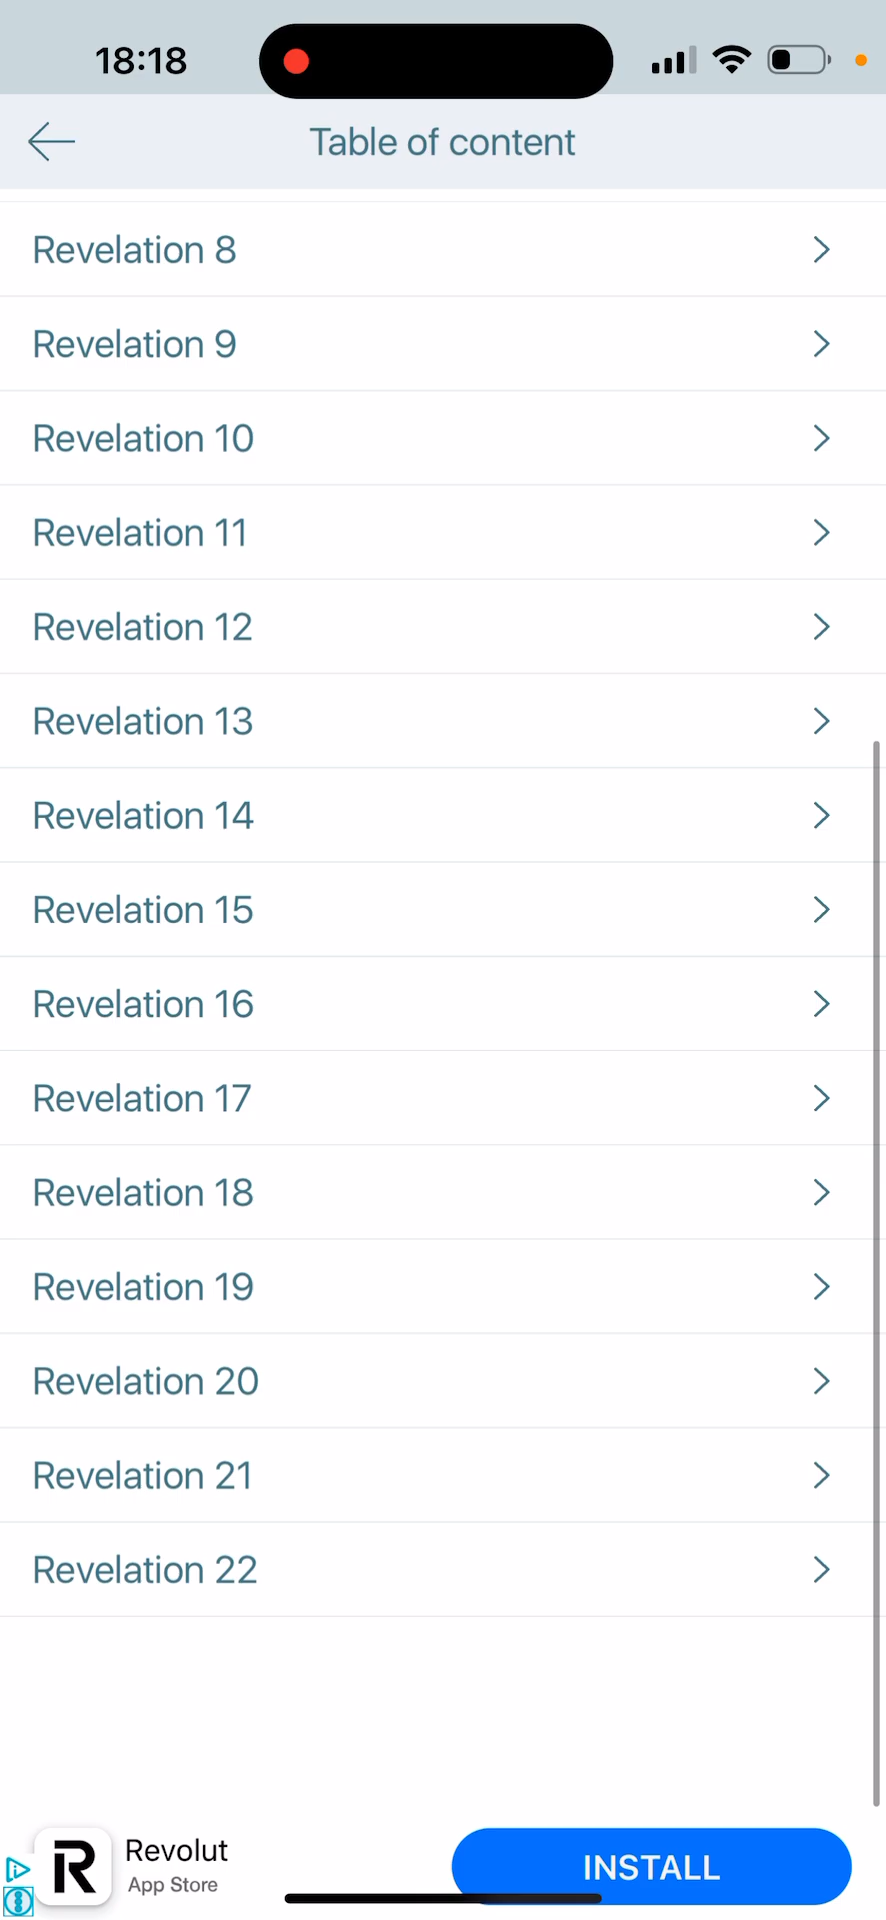 18:18
Table of content
Revelation 8
Revelation 9
Revelation 10
Revelation 11
Revelation 12
Revelation 13
Revelation 14
Revelation 15
Revelation 16
Revelation 17
Revelation 18
Revelation 19
Revelation 20
Revelation 21
Revelation 22
R
Revolut
App Store
INSTALL